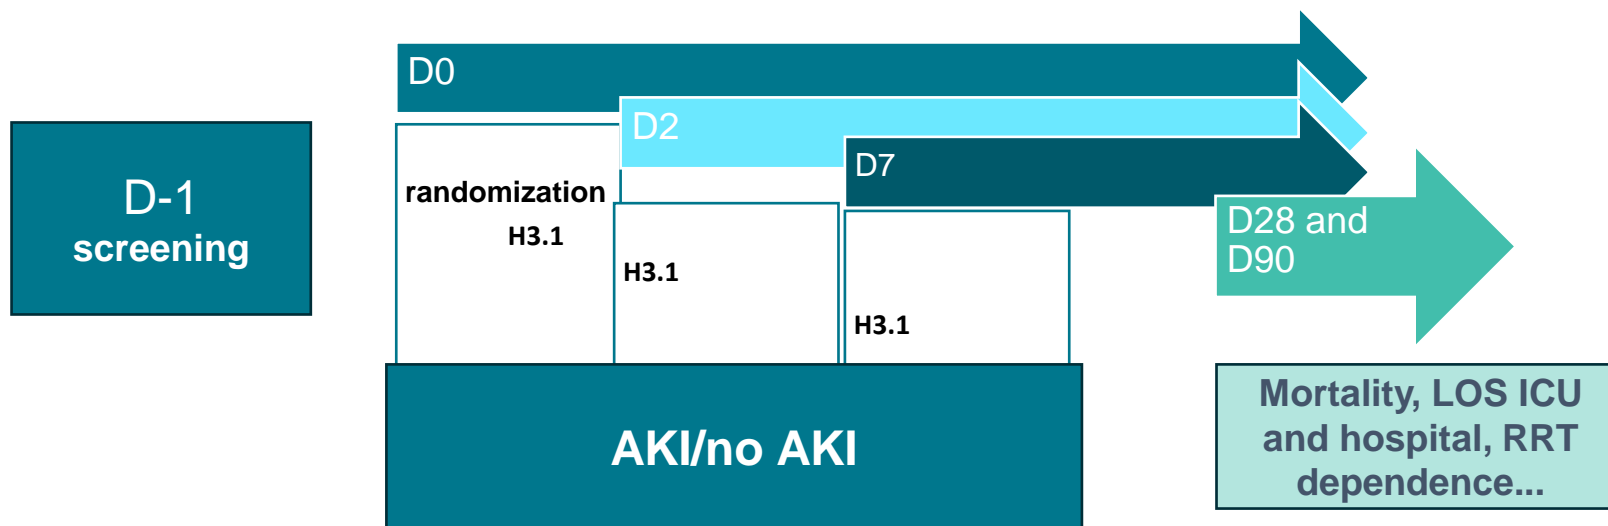 D-1
screening
D0
D2
D7
randomization
H3.1
H3.1
H3.1
D28 and
D90
AKI/no AKI
Mortality, LOS ICU
and hospital, RRT
dependence...